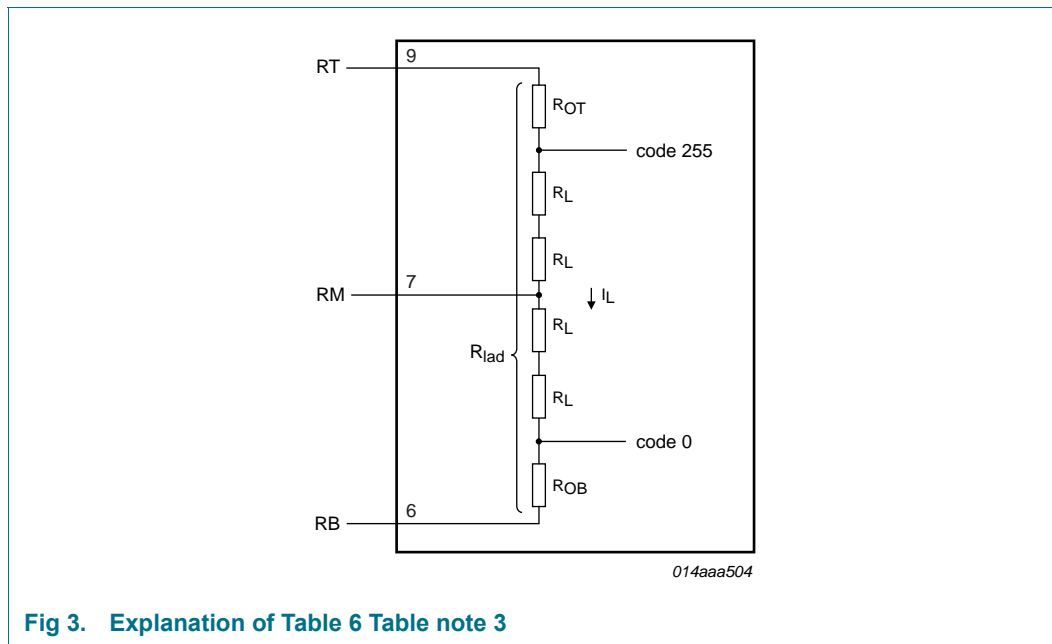 RT
9
ROT
code 255
RL
RL
RM
7
IL
RL
Rlad
RL
code 0
ROB
RB
6
014aaa504
Fig 3. Explanation of Table 6 Table note 3